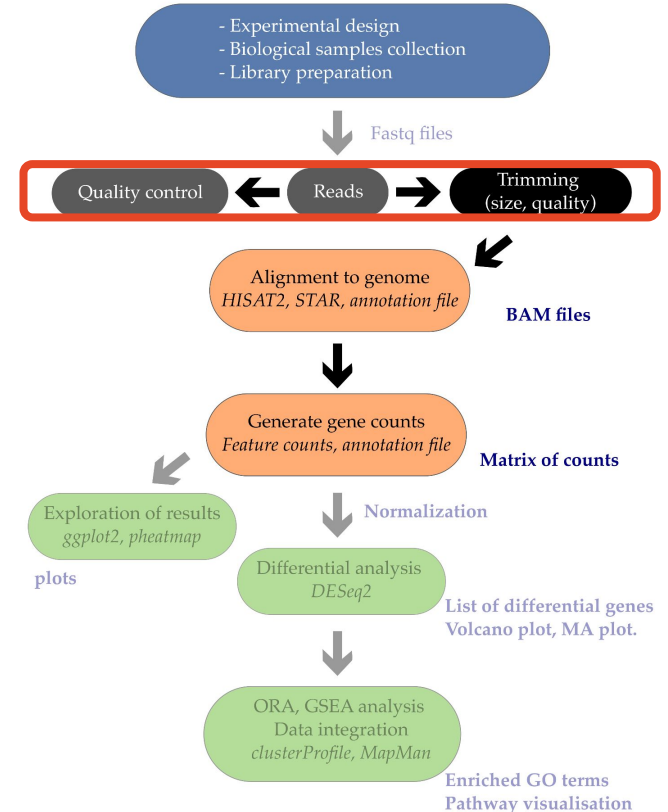 - Experimental design
- Biological samples collection
- Library preparation
Fastq files
Quality control
Reads
Trimming
(size, quality)
Alignment to genome
HISAT2, STAR, annotation file
BAM files
Generate gene counts
Feature counts, annotation file
Matrix of counts
Exploration of results
ggplot2, pheatmap
plots
Normalization
Differential analysis
DESeq2
List of differential genes
Volcano plot, MA plot.
ORA, GSEA analysis
Data integration
clusterProfile, MapMan
Enriched GO terms
Pathway visualisation